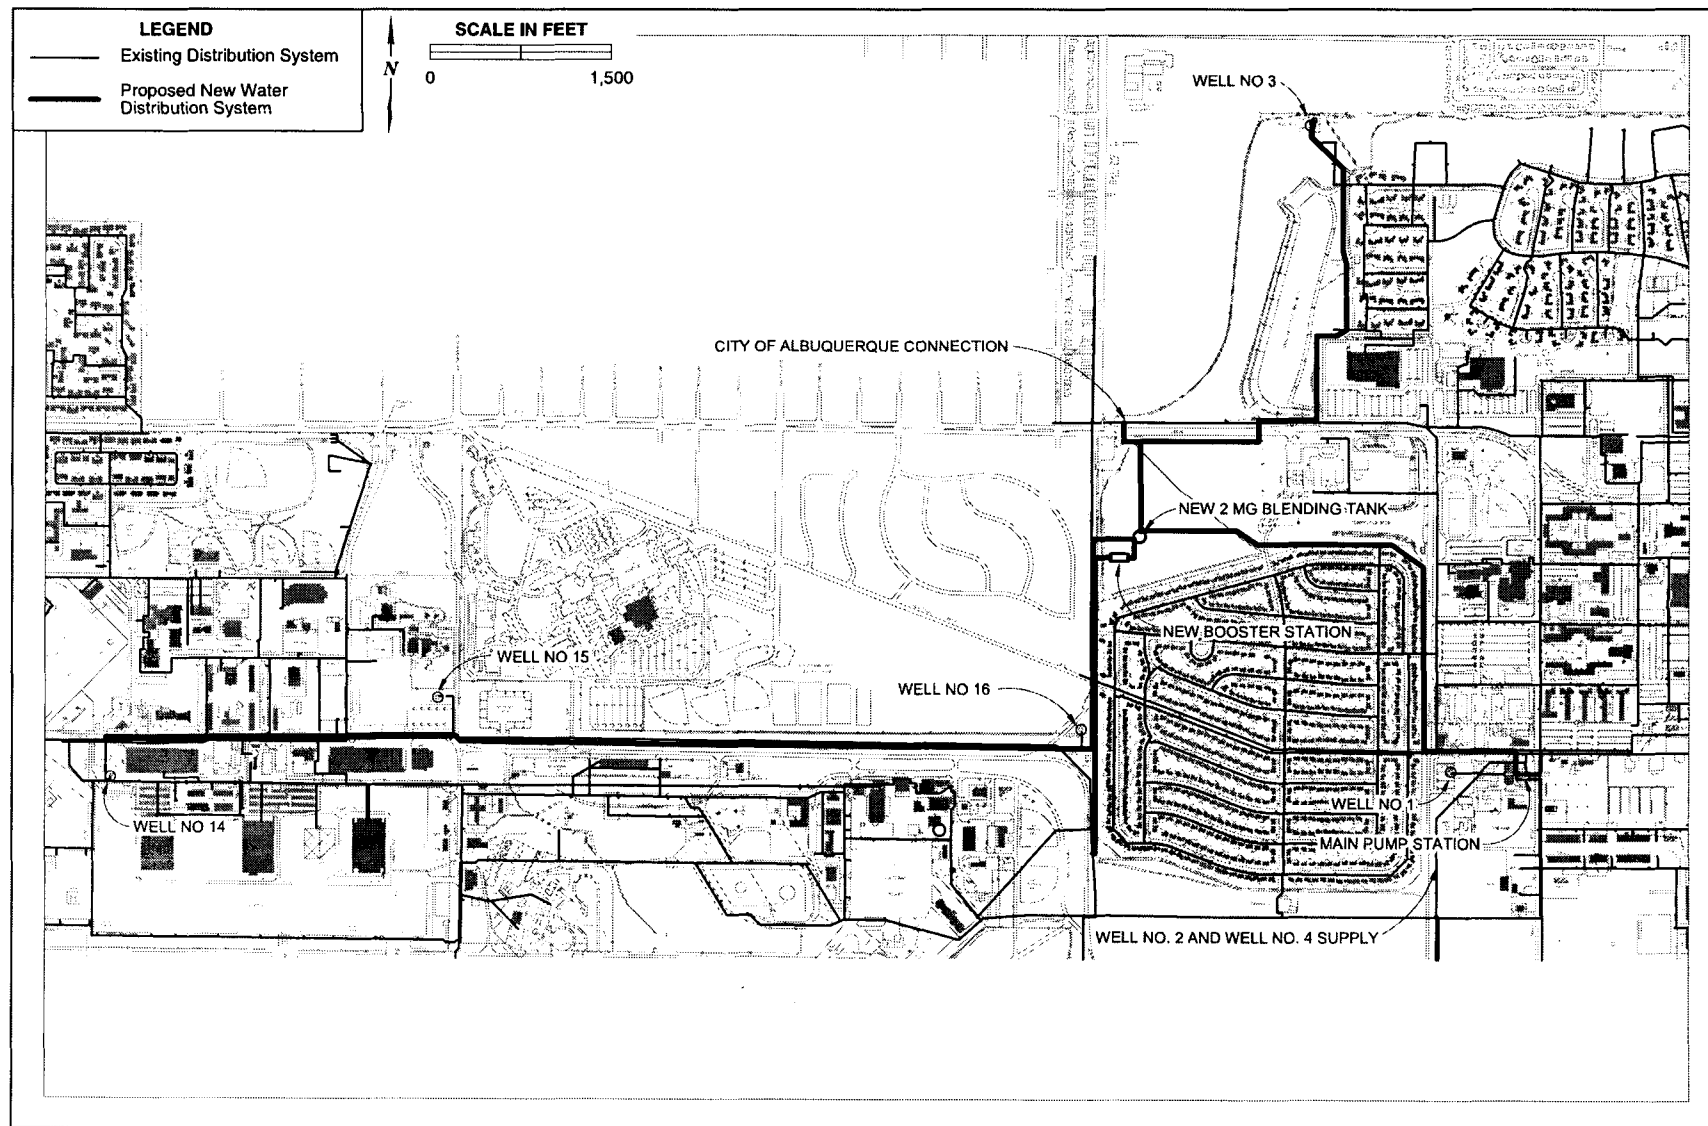 LEGEND
Existing Distribution System
Proposed New Water
Distribution System
N
SCALE IN FEET
0
1,500
WELL NO 3
CITY OF ALBUQUERQUE CONNECTION
NEW 2 MG BLENDING TANK
NEW BOOSTER STATION
WELL NO 15
WELL NO 16
WELL NO 1
WELL NO 14
MAIN PUMP STATION
WELL NO. 2 AND WELL NO. 4 SUPPLY